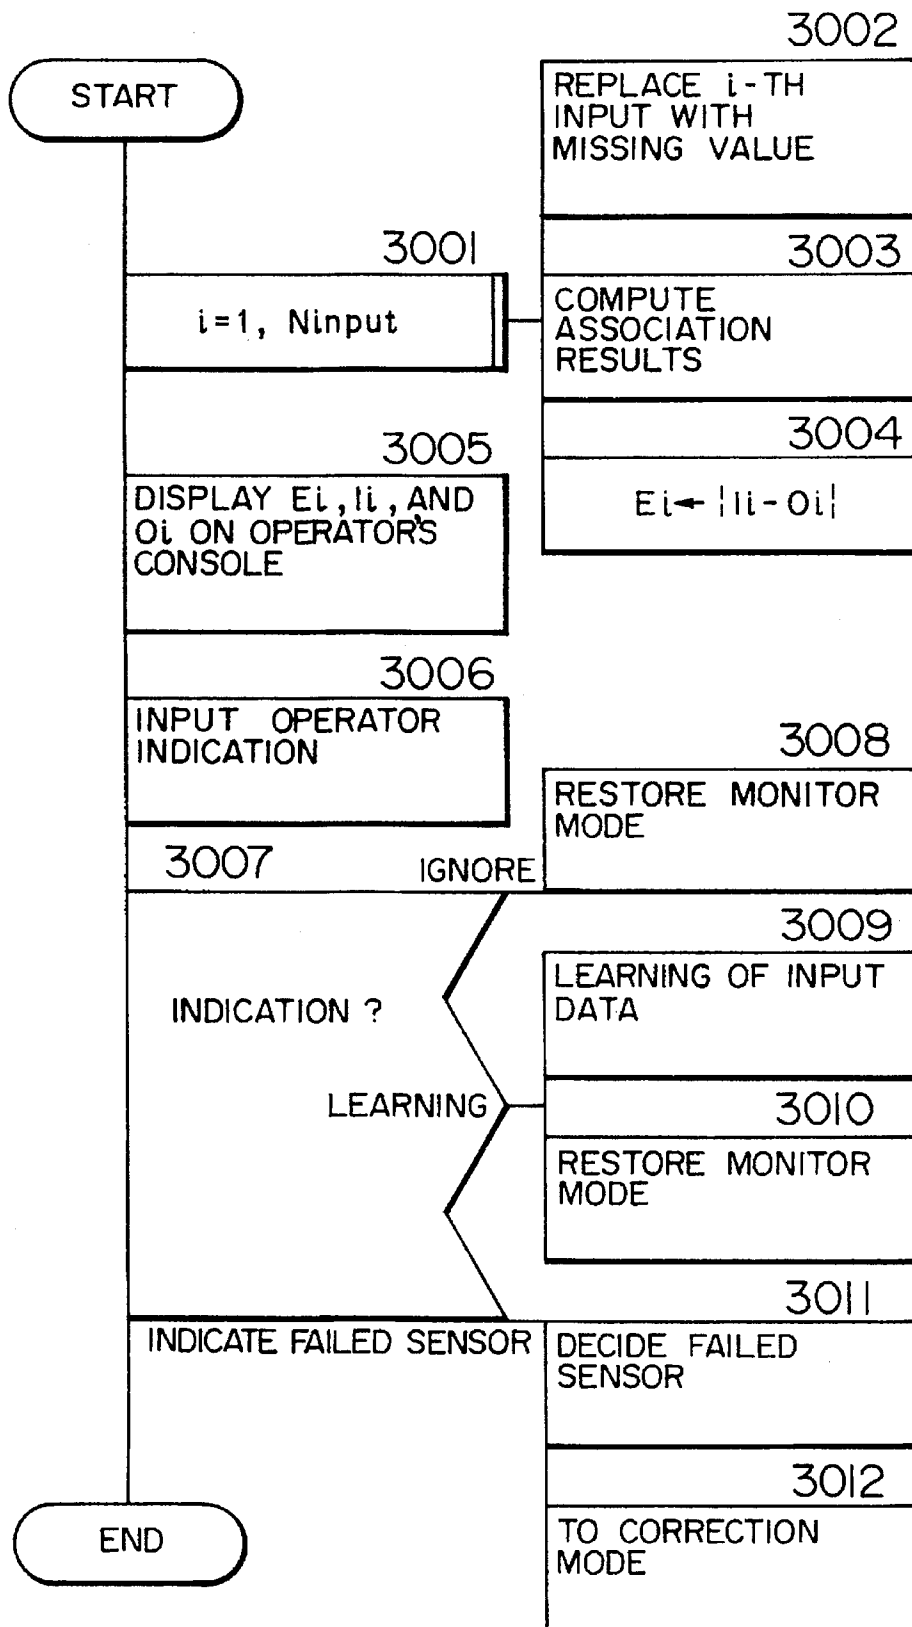 START
3001
i=1, Ninput
3002
REPLACE i-TH
INPUT WITH
MISSING VALUE
3003
COMPUTE
ASSOCIATION
RESULTS
3004
Ei←|Ii-Oi|
3005
DISPLAY Ei, Ii, AND
Oi ON OPERATOR'S
CONSOLE
3006
INPUT OPERATOR
INDICATION
3007
INDICATION ?
IGNORE
3008
RESTORE MONITOR
MODE
LEARNING
3009
LEARNING OF INPUT
DATA
3010
RESTORE MONITOR
MODE
INDICATE FAILED SENSOR
3011
DECIDE FAILED
SENSOR
3012
TO CORRECTION
MODE
END